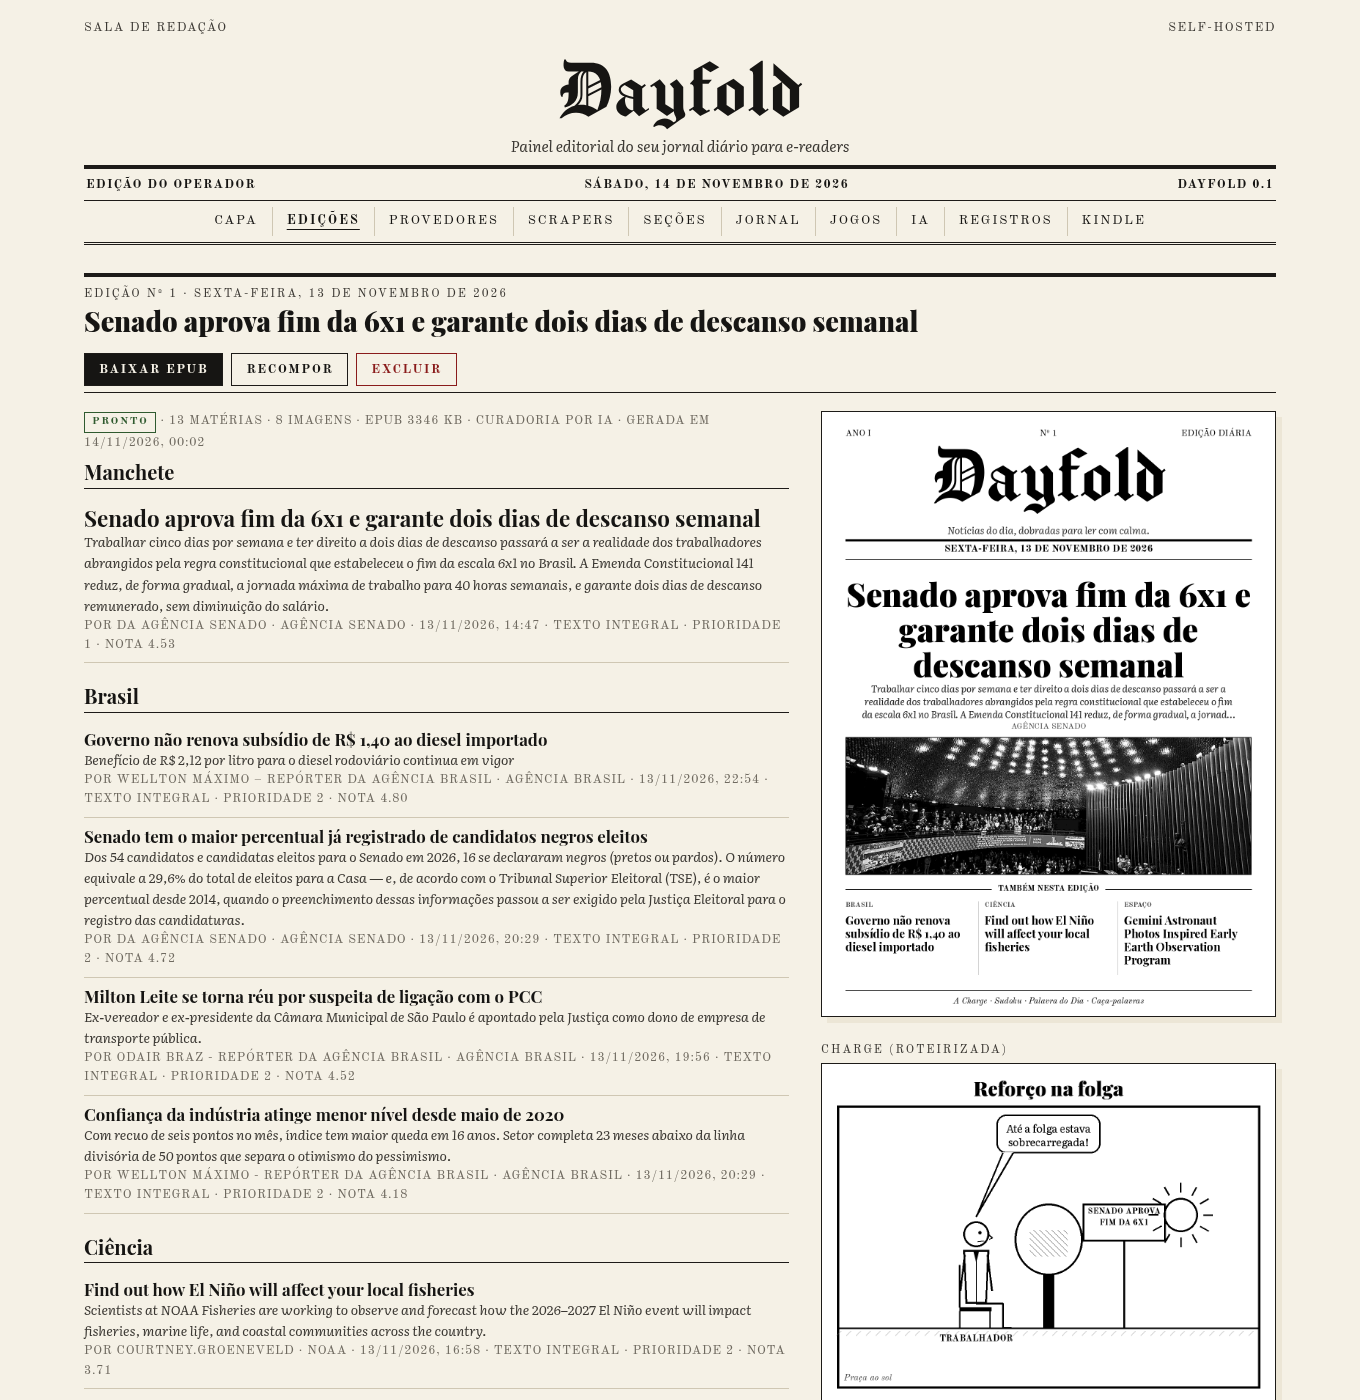 SALA DE REDAÇÃO
SELF-HOSTED
Dayfold
Painel editorial do seu jornal diário para e-readers
EDIÇÃO DO OPERADOR
SÁBADO, 14 DE NOVEMBRO DE 2026
DAYFOLD 0.1
CAPA
EDIÇÕES
PROVEDORES
SCRAPERS
SEÇÕES
JORNAL
JOGOS
IA
REGISTROS
KINDLE
EDIÇÃO Nº 1 · SEXTA-FEIRA, 13 DE NOVEMBRO DE 2026
Senado aprova fim da 6x1 e garante dois dias de descanso semanal
BAIXAR EPUB
RECOMPOR
EXCLUIR
PRONTO · 13 MATÉRIAS · 8 IMAGENS · EPUB 3346 KB · CURADORIA POR IA · GERADA EM
14/11/2026, 00:02
Manchete
Senado aprova fim da 6x1 e garante dois dias de descanso semanal
Trabalhar cinco dias por semana e ter direito a dois dias de descanso passará a ser a realidade dos trabalhadores
abrangidos pela regra constitucional que estabeleceu o fim da escala 6x1 no Brasil. A Emenda Constitucional 141
reduz, de forma gradual, a jornada máxima de trabalho para 40 horas semanais, e garante dois dias de descanso
remunerado, sem diminuição do salário.
POR DA AGÊNCIA SENADO · AGÊNCIA SENADO · 13/11/2026, 14:47 · TEXTO INTEGRAL · PRIORIDADE
1 · NOTA 4.53
Brasil
Governo não renova subsídio de R$ 1,40 ao diesel importado
Benefício de R$ 2,12 por litro para o diesel rodoviário continua em vigor
POR WELLTON MÁXIMO – REPÓRTER DA AGÊNCIA BRASIL · AGÊNCIA BRASIL · 13/11/2026, 22:54 ·
TEXTO INTEGRAL · PRIORIDADE 2 · NOTA 4.80
Senado tem o maior percentual já registrado de candidatos negros eleitos
Dos 54 candidatos e candidatas eleitos para o Senado em 2026, 16 se declararam negros (pretos ou pardos). O número
equivale a 29,6% do total de eleitos para a Casa — e, de acordo com o Tribunal Superior Eleitoral (TSE), é o maior
percentual desde 2014, quando o preenchimento dessas informações passou a ser exigido pela Justiça Eleitoral para o
registro das candidaturas.
POR DA AGÊNCIA SENADO · AGÊNCIA SENADO · 13/11/2026, 20:29 · TEXTO INTEGRAL · PRIORIDADE
2 · NOTA 4.72
Milton Leite se torna réu por suspeita de ligação com o PCC
Ex-vereador e ex-presidente da Câmara Municipal de São Paulo é apontado pela Justiça como dono de empresa de
transporte pública.
POR ODAIR BRAZ - REPÓRTER DA AGÊNCIA BRASIL · AGÊNCIA BRASIL · 13/11/2026, 19:56 · TEXTO
INTEGRAL · PRIORIDADE 2 · NOTA 4.52
Confiança da indústria atinge menor nível desde maio de 2020
Com recuo de seis pontos no mês, índice tem maior queda em 16 anos. Setor completa 23 meses abaixo da linha
divisória de 50 pontos que separa o otimismo do pessimismo.
POR WELLTON MÁXIMO - REPÓRTER DA AGÊNCIA BRASIL · AGÊNCIA BRASIL · 13/11/2026, 20:29 ·
TEXTO INTEGRAL · PRIORIDADE 2 · NOTA 4.18
Ciência
Find out how El Niño will affect your local fisheries
Scientists at NOAA Fisheries are working to observe and forecast how the 2026–2027 El Niño event will impact
fisheries, marine life, and coastal communities across the country.
POR COURTNEY.GROENEVELD · NOAA · 13/11/2026, 16:58 · TEXTO INTEGRAL · PRIORIDADE 2 · NOTA
3.71
ANO I
Nº 1
EDIÇÃO DIÁRIA
Dayfold
Notícias do dia, dobradas para ler com calma.
SEXTA-FEIRA, 13 DE NOVEMBRO DE 2026
Senado aprova fim da 6x1 e
garante dois dias de
descanso semanal
Trabalhar cinco dias por semana e ter direito a dois dias de descanso passará a ser a
realidade dos trabalhadores abrangidos pela regra constitucional que estabeleceu o fim
da escala 6x1 no Brasil. A Emenda Constitucional 141 reduz, de forma gradual, a jornad...
AGÊNCIA SENADO
TAMBÉM NESTA EDIÇÃO
BRASIL
Governo não renova
subsídio de R$ 1,40 ao
diesel importado
CIÊNCIA
Find out how El Niño
will affect your local
fisheries
ESPAÇO
Gemini Astronaut
Photos Inspired Early
Earth Observation
Program
A Charge · Sudoku · Palavra do Dia · Caça-palavras
CHARGE (ROTEIRIZADA)
Reforço na folga
Até a folga estava
sobrecarregada!
SENADO APROVA
FIM DA 6X1
TRABALHADOR
Praça ao sol